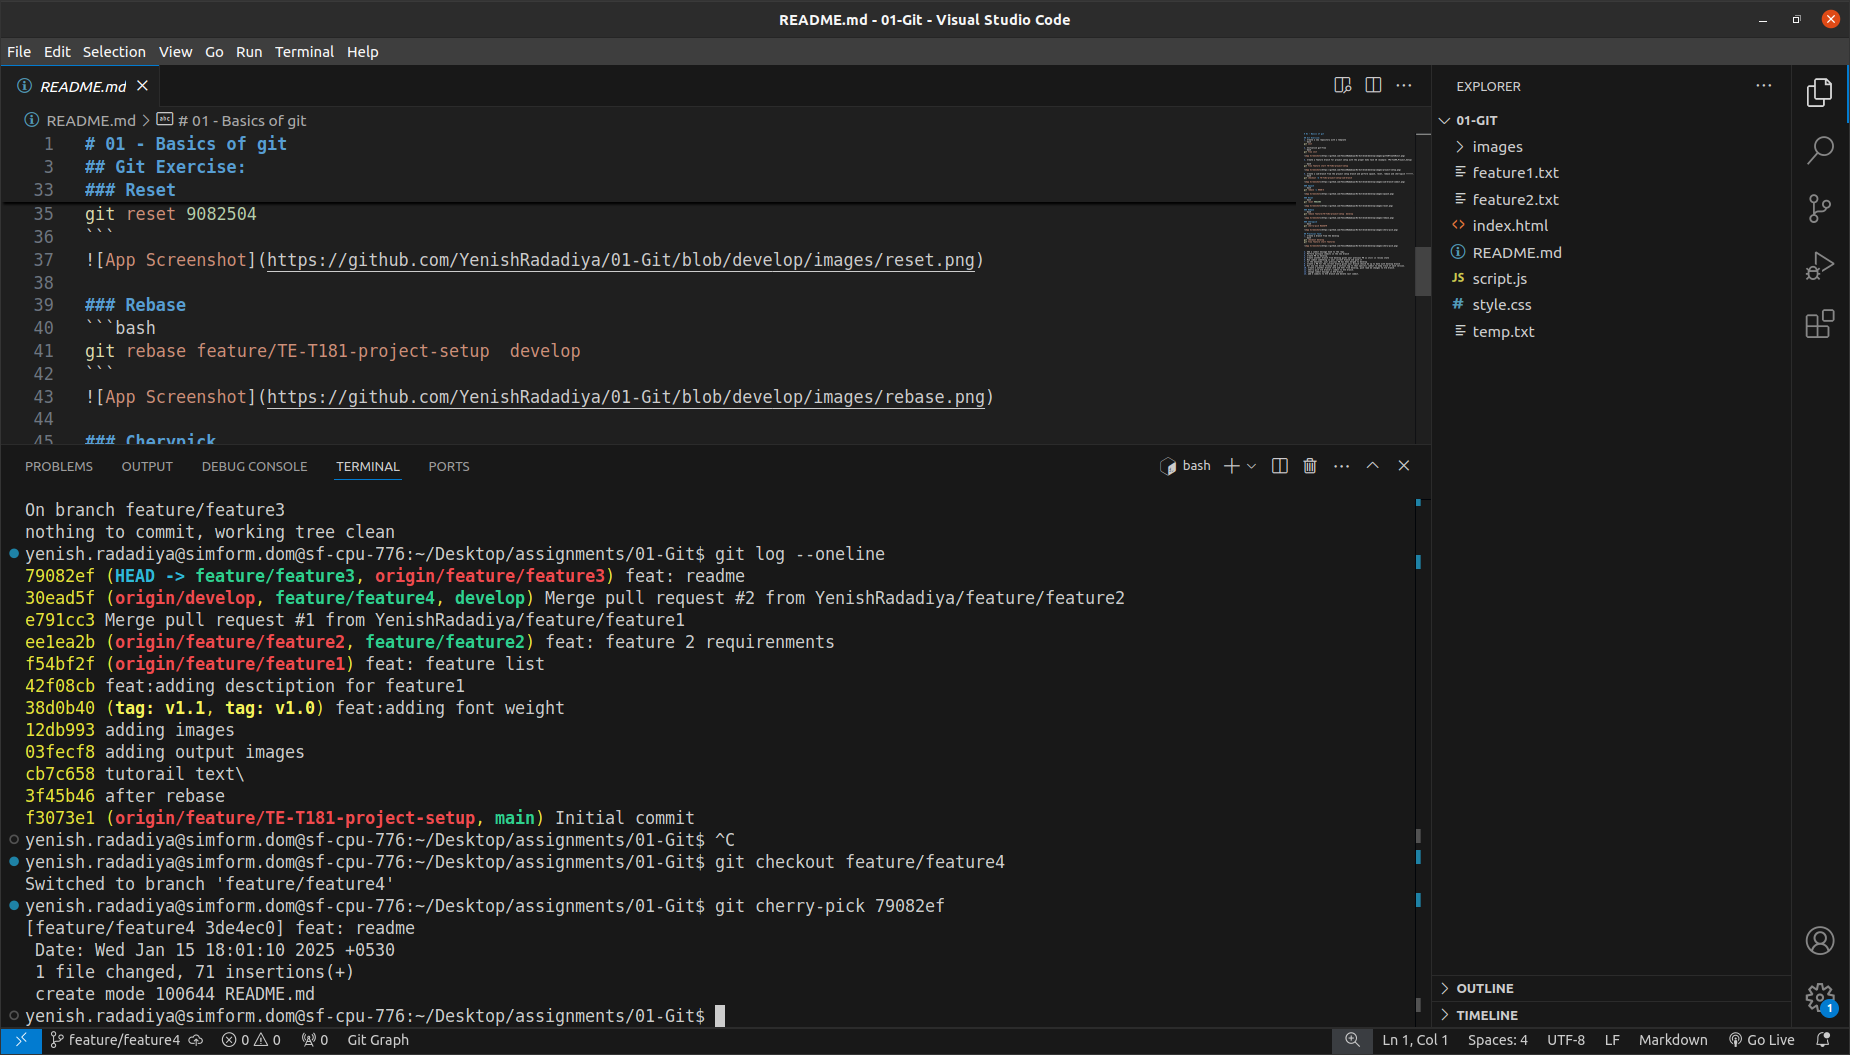 README.md - 01-Git - Visual Studio Code
File Edit Selection View Go Run Terminal Help
README.md
README.md > # 01 - Basics of git
1 # 01 - Basics of git
3 ## Git Exercise:
33 ### Reset
35 git reset 9082504
36 ```
37 ![App Screenshot](https://github.com/YenishRadadiya/01-Git/blob/develop/images/reset.png)
38
39 ### Rebase
40 ```bash
41 git rebase feature/TE-T181-project-setup  develop
42 ```
43 ![App Screenshot](https://github.com/YenishRadadiya/01-Git/blob/develop/images/rebase.png)
44
45 ### Cherypick
PROBLEMS OUTPUT DEBUG CONSOLE TERMINAL PORTS
bash
On branch feature/feature3
nothing to commit, working tree clean
yenish.radadiya@simform.dom@sf-cpu-776:~/Desktop/assignments/01-Git$ git log --oneline
79082ef (HEAD -> feature/feature3, origin/feature/feature3) feat: readme
30ead5f (origin/develop, feature/feature4, develop) Merge pull request #2 from YenishRadadiya/feature/feature2
e791cc3 Merge pull request #1 from YenishRadadiya/feature/feature1
ee1ea2b (origin/feature/feature2, feature/feature2) feat: feature 2 requirenments
f54bf2f (origin/feature/feature1) feat: feature list
42f08cb feat:adding desctiption for feature1
38d0b40 (tag: v1.1, tag: v1.0) feat:adding font weight
12db993 adding images
03fecf8 adding output images
cb7c658 tutorail text\
3f45b46 after rebase
f3073e1 (origin/feature/TE-T181-project-setup, main) Initial commit
yenish.radadiya@simform.dom@sf-cpu-776:~/Desktop/assignments/01-Git$ ^C
yenish.radadiya@simform.dom@sf-cpu-776:~/Desktop/assignments/01-Git$ git checkout feature/feature4
Switched to branch 'feature/feature4'
yenish.radadiya@simform.dom@sf-cpu-776:~/Desktop/assignments/01-Git$ git cherry-pick 79082ef
[feature/feature4 3de4ec0] feat: readme
 Date: Wed Jan 15 18:01:10 2025 +0530
 1 file changed, 71 insertions(+)
 create mode 100644 README.md
yenish.radadiya@simform.dom@sf-cpu-776:~/Desktop/assignments/01-Git$
EXPLORER
01-GIT
images
feature1.txt
feature2.txt
<> index.html
README.md
JS script.js
# style.css
temp.txt
OUTLINE
TIMELINE
1
feature/feature4 0 0 0 Git Graph
Ln 1, Col 1 Spaces: 4 UTF-8 LF Markdown Go Live